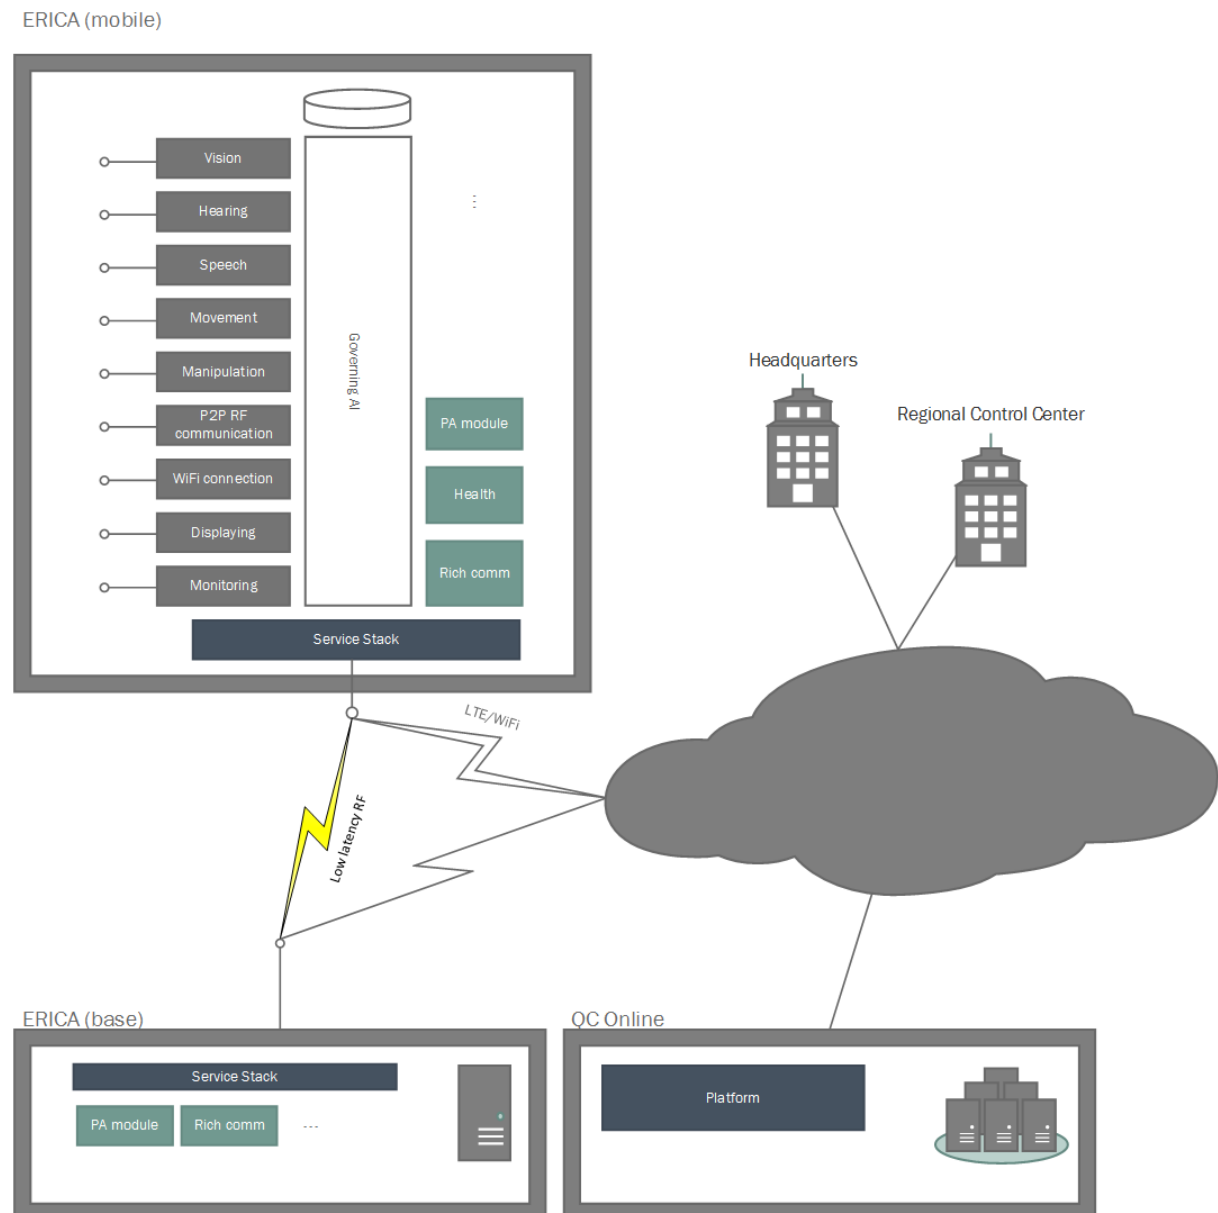 ERICA (mobile)
Vision
⋮
Hearing
Speech
Movement
Governing AI
Manipulation
P2P RF
communication
WiFi connection
Displaying
Monitoring
PA module
Health
Rich comm
Service Stack
Headquarters
Regional Control Center
LTE/WiFi
Low latency RF
ERICA (base)
Service Stack
PA module
Rich comm
...
QC Online
Platform